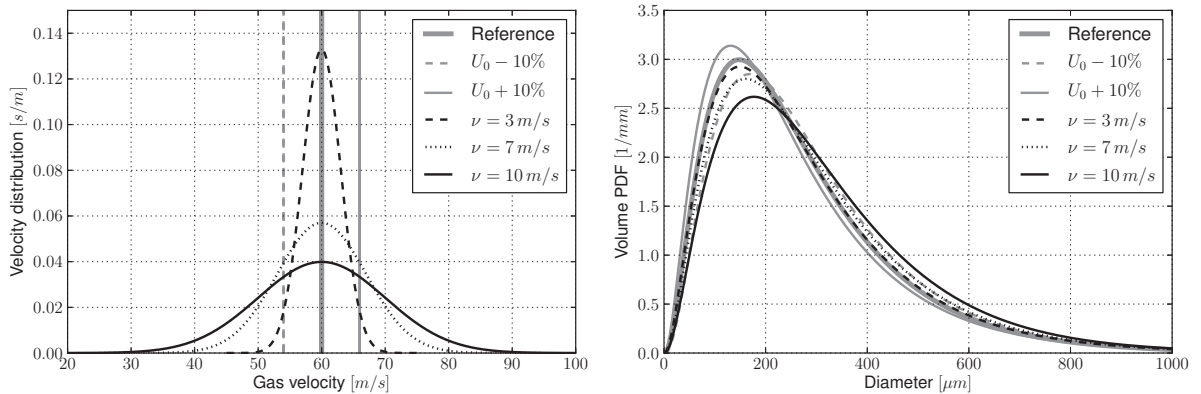 0.14
0.12
0.10
0.08
0.06
0.04
0.02
0.00
Velocity distribution [s/m]
20 30 40 50 60 70 80 90 100
Gas velocity [m/s]
Reference
U₀ − 10%
U₀ + 10%
ν = 3 m/s
ν = 7 m/s
ν = 10 m/s
3.5
3.0
2.5
2.0
1.5
1.0
0.5
0.0
Volume PDF [1/mm]
0 200 400 600 800 1000
Diameter [μm]
Reference
U₀ − 10%
U₀ + 10%
ν = 3 m/s
ν = 7 m/s
ν = 10 m/s